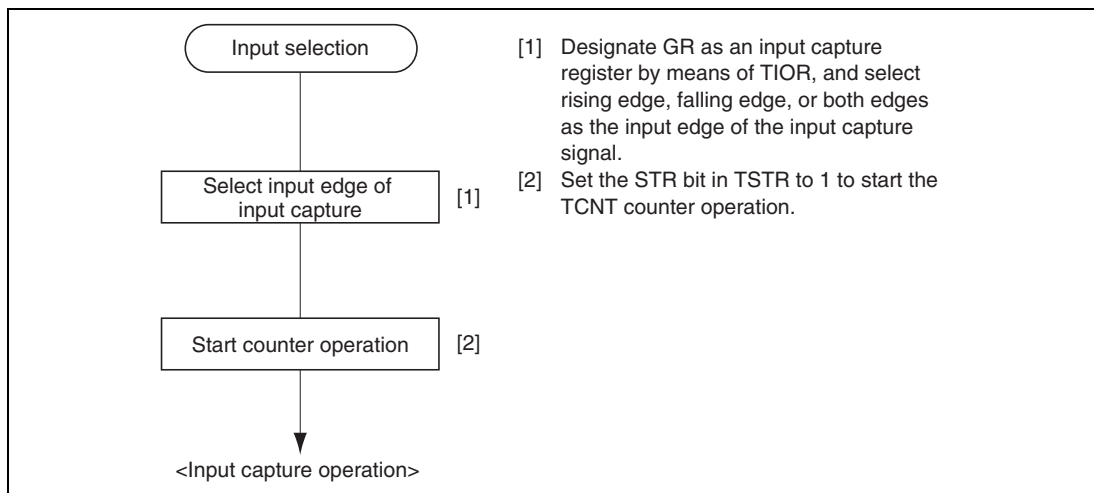 Input selection
Select input edge of
input capture
[1]
Start counter operation
[2]
<Input capture operation>
[1] Designate GR as an input capture
register by means of TIOR, and select
rising edge, falling edge, or both edges
as the input edge of the input capture
signal.
[2] Set the STR bit in TSTR to 1 to start the
TCNT counter operation.